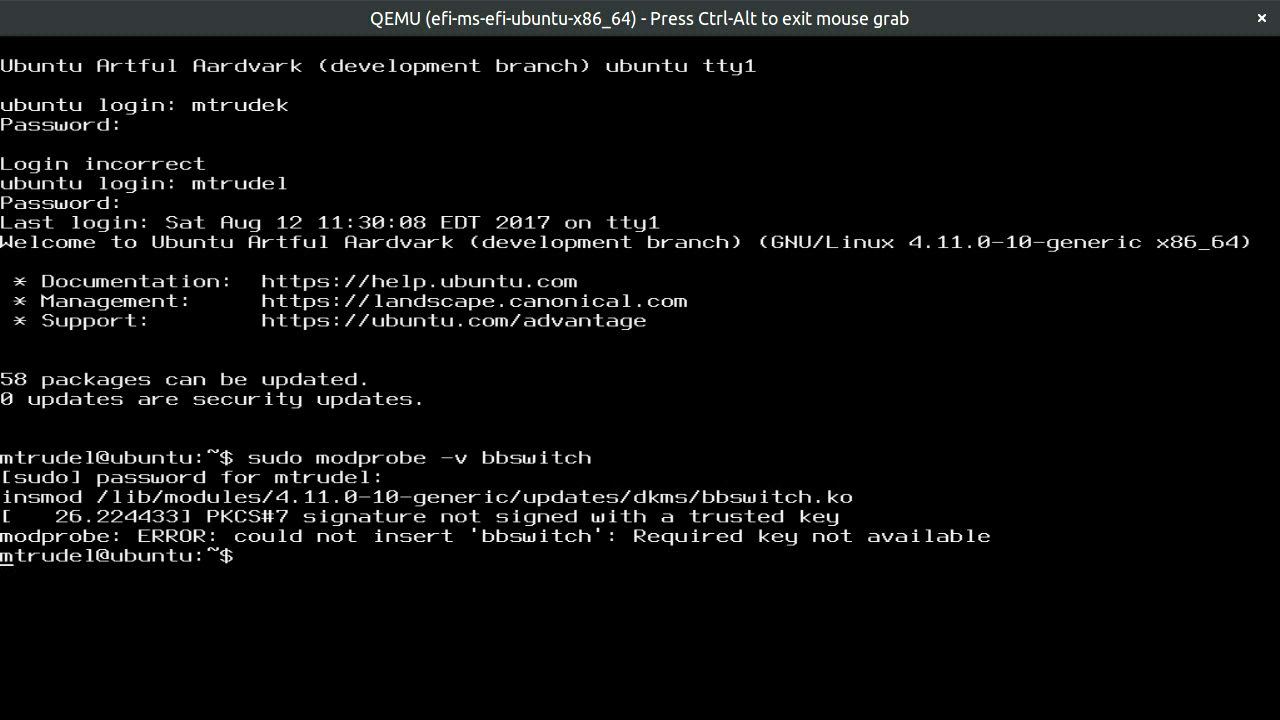 QEMU (efi-ms-efi-ubuntu-x86_64) - Press Ctrl-Alt to exit mouse grab
×
Ubuntu Artful Aardvark (development branch) ubuntu tty1
ubuntu login: mtrudek
Password:
Login incorrect
ubuntu login: mtrudel
Password:
Last login: Sat Aug 12 11:30:08 EDT 2017 on tty1
Welcome to Ubuntu Artful Aardvark (development branch) (GNU/Linux 4.11.0-10-generic x86_64)
* Documentation:  https://help.ubuntu.com
* Management:     https://landscape.canonical.com
* Support:        https://ubuntu.com/advantage
58 packages can be updated.
0 updates are security updates.
mtrudel@ubuntu:~$ sudo modprobe -v bbswitch
[sudo] password for mtrudel:
insmod /lib/modules/4.11.0-10-generic/updates/dkms/bbswitch.ko
[   26.224433] PKCS#7 signature not signed with a trusted key
modprobe: ERROR: could not insert 'bbswitch': Required key not available
mtrudel@ubuntu:~$